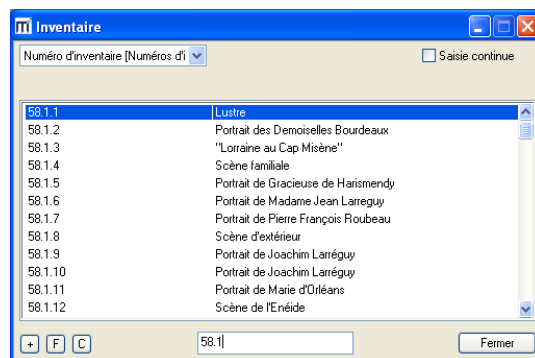 Inventaire
Numéro d'inventaire [Numéros d'i
Saisie continue
58.1.1 Lustre
58.1.2 Portrait des Demoiselles Bourdeaux
58.1.3 "Lorraine au Cap Misène"
58.1.4 Scène familiale
58.1.5 Portrait de Gracieuse de Harismendy
58.1.6 Portrait de Madame Jean Larreguy
58.1.7 Portrait de Pierre François Roubeau
58.1.8 Scène d'extérieur
58.1.9 Portrait de Joachim Larréguy
58.1.10 Portrait de Joachim Larréguy
58.1.11 Portrait de Marie d'Orléans
58.1.12 Scène de l'Enéide
+ F C 58.1 Fermer